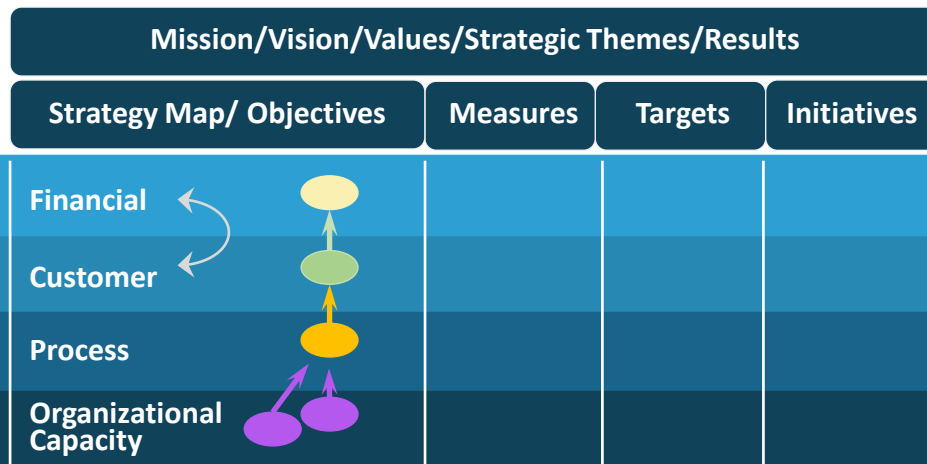 Mission/Vision/Values/Strategic Themes/Results
Strategy Map/ Objectives
Measures
Targets
Initiatives
Financial
Customer
Process
Organizational
Capacity